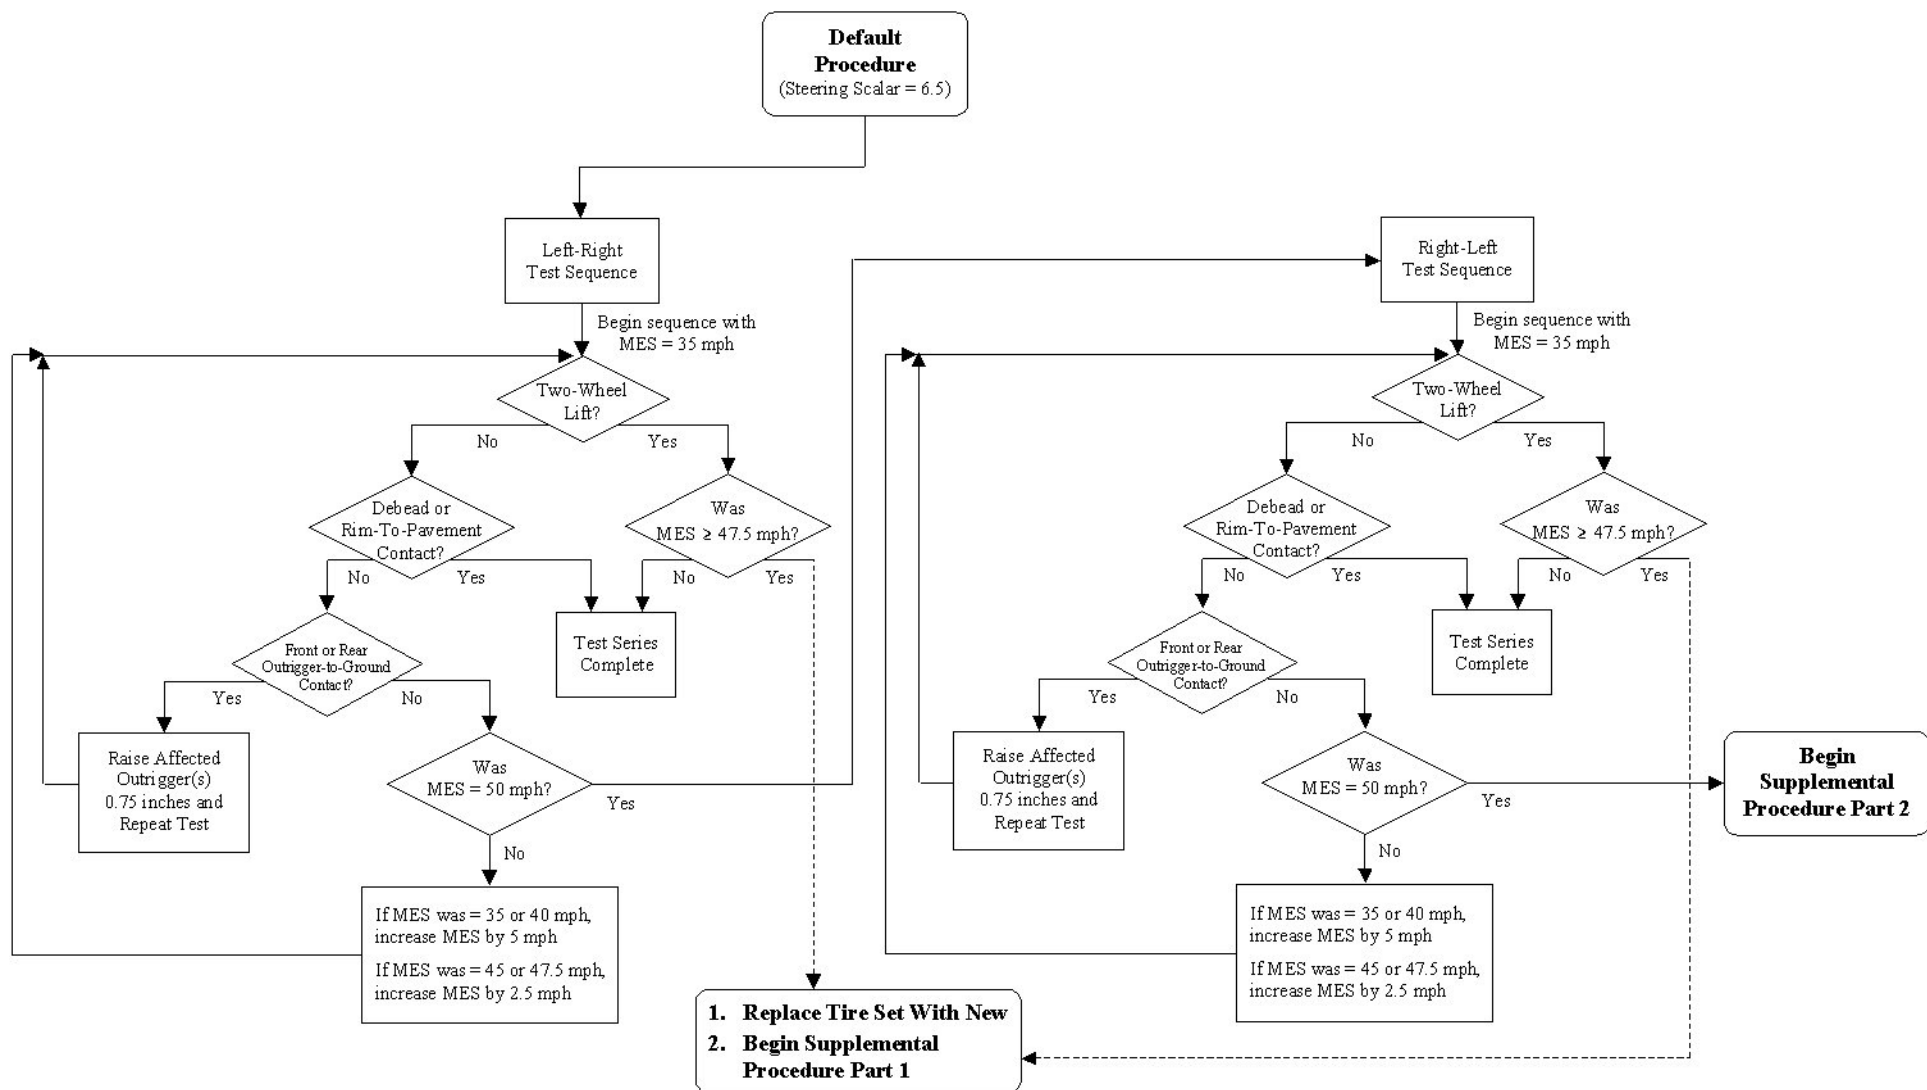 Default
Procedure
(Steering Scalar = 6.5)
Left-Right
Test Sequence
Begin sequence with
MES = 35 mph
Two-Wheel
Lift?
No
Yes
Debead or
Rim-To-Pavement
Contact?
Was
MES ≥ 47.5 mph?
No
Yes
No
Yes
Front or Rear
Outrigger-to-Ground
Contact?
Test Series
Complete
Yes
No
Raise Affected
Outrigger(s)
0.75 inches and
Repeat Test
Was
MES = 50 mph?
Yes
No
If MES was = 35 or 40 mph,
increase MES by 5 mph
If MES was = 45 or 47.5 mph,
increase MES by 2.5 mph
1. Replace Tire Set With New
2. Begin Supplemental
Procedure Part 1
Right-Left
Test Sequence
Begin sequence with
MES = 35 mph
Two-Wheel
Lift?
No
Yes
Debead or
Rim-To-Pavement
Contact?
Was
MES ≥ 47.5 mph?
No
Yes
No
Yes
Front or Rear
Outrigger-to-Ground
Contact?
Test Series
Complete
Yes
No
Raise Affected
Outrigger(s)
0.75 inches and
Repeat Test
Was
MES = 50 mph?
Yes
No
If MES was = 35 or 40 mph,
increase MES by 5 mph
If MES was = 45 or 47.5 mph,
increase MES by 2.5 mph
Begin
Supplemental
Procedure Part 2